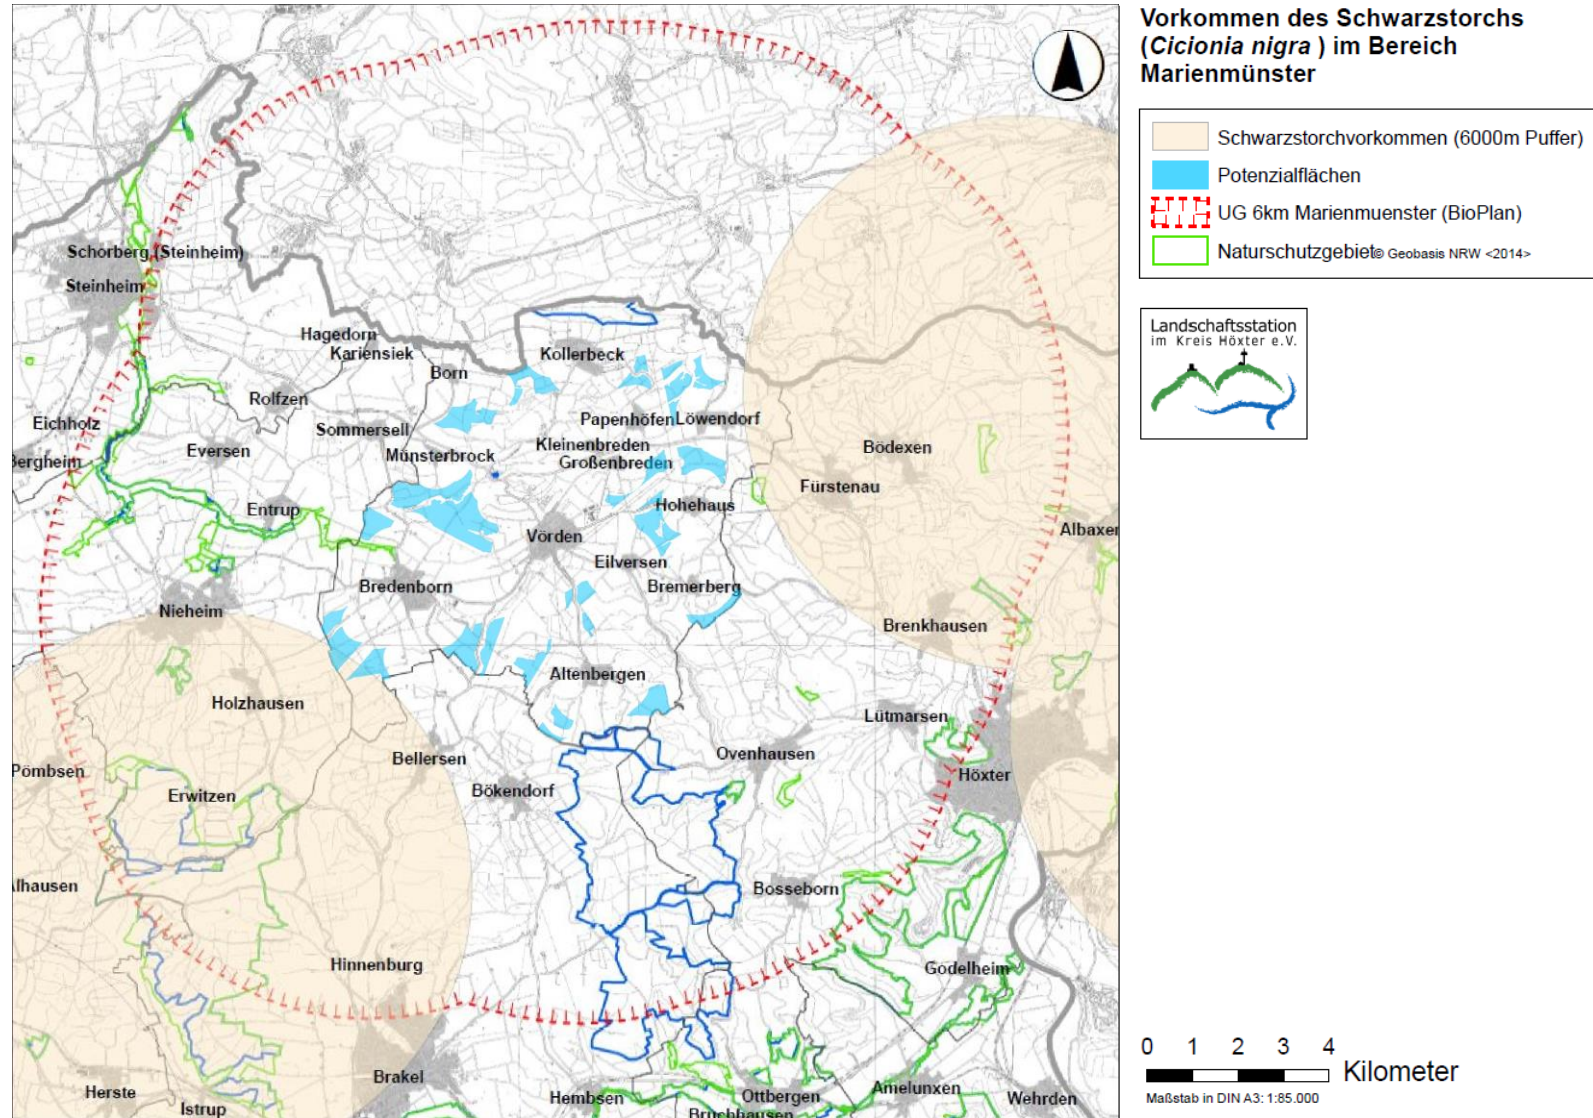 Vorkommen des Schwarzstorchs
(Cicionia nigra ) im Bereich
Marienmünster
Schwarzstorchvorkommen (6000m Puffer)
Potenzialflächen
UG 6km Marienmuenster (BioPlan)
Naturschutzgebiet© Geobasis NRW <2014>
Landschaftsstation
im Kreis Höxter e.V.
Schorberg (Steinheim)
Steinheim
Hagedorn
Kariensiek
Kollerbeck
Born
Rolfzen
Eichholz
Sommersell
Papenhöfen
Löwendorf
Eversen
Münsterbrock
Kleinenbreden
Großenbreden
Bödexen
Bergheim
Fürstenau
Entrup
Hohehaus
Vörden
Albaxen
Eilversen
Bredenborn
Bremerberg
Nieheim
Brenkhausen
Altenbergen
Holzhausen
Lütmarsen
Ovenhausen
Bellersen
Pömbsen
Höxter
Erwitzen
Bökendorf
lhausen
Bosseborn
Hinnenburg
Godelheim
Brakel
Herste
Hembsen
Ottbergen
Amelunxen
Wehrden
Istrup
Bruchhausen
0 1 2 3 4
Kilometer
Maßstab in DIN A3: 1:85.000